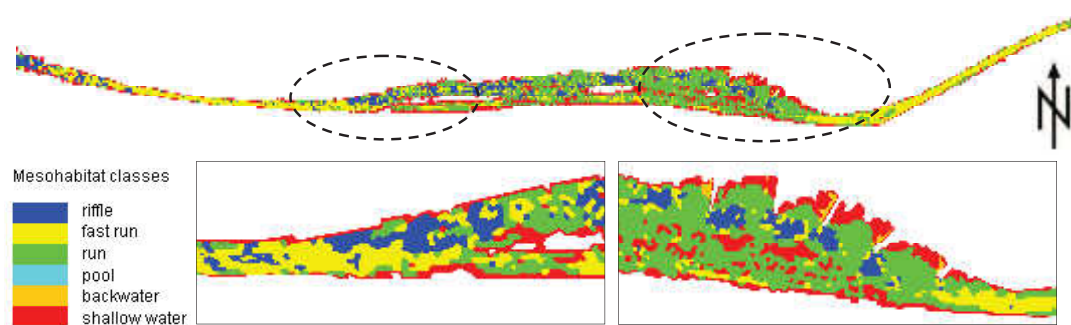 N
Mesohabitat classes
riffle
fast run
run
pool
backwater
shallow water